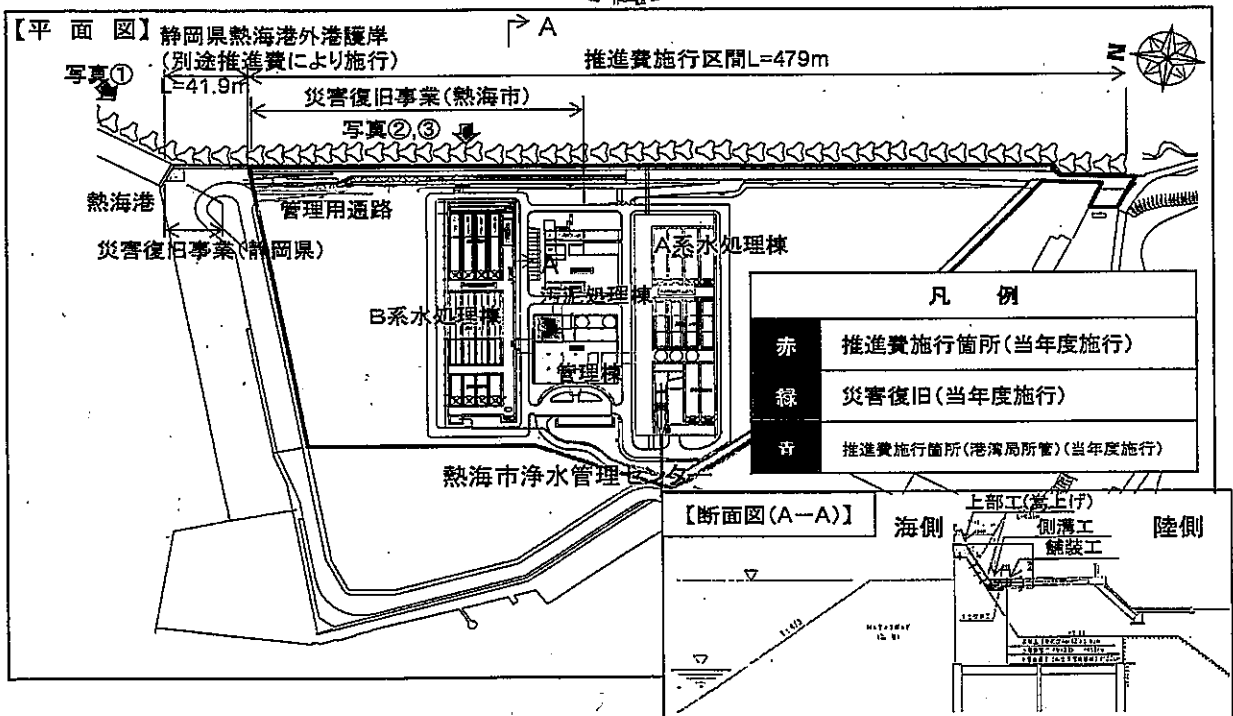 【平面図】
A
静岡県熱海港外港護岸
(別途推進費により施行)
推進費施行区間L=479m
写真①
L=41.9m
災害復旧事業(熱海市)
写真②,③
N
熱海港
管理用通路
災害復旧事業(静岡県)
A系水処理棟
A
汚泥処理棟
B系水処理棟
管理棟
熱海市浄水管理センター
凡例
赤 推進費施行箇所(当年度施行)
緑 災害復旧(当年度施行)
青 推進費施行箇所(港湾局所管)(当年度施行)
【断面図(A-A)】
海側
上部工(嵩上げ)
側溝工
舗装工
陸側